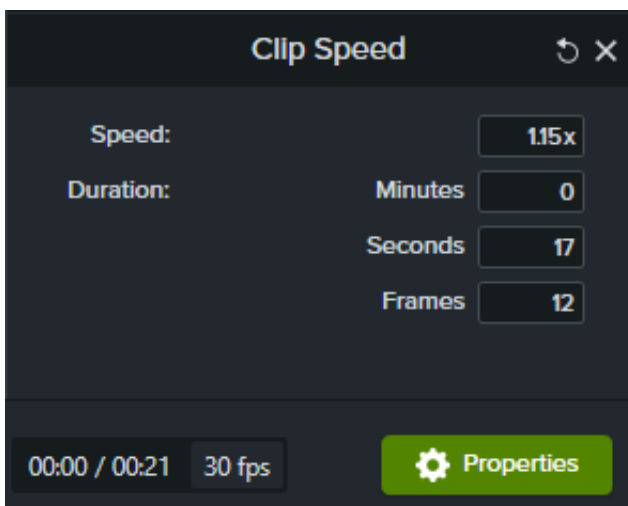 Clip Speed
Speed: 1.15x
Duration: Minutes 0
Seconds 17
Frames 12
00:00 / 00:21 30 fps Properties